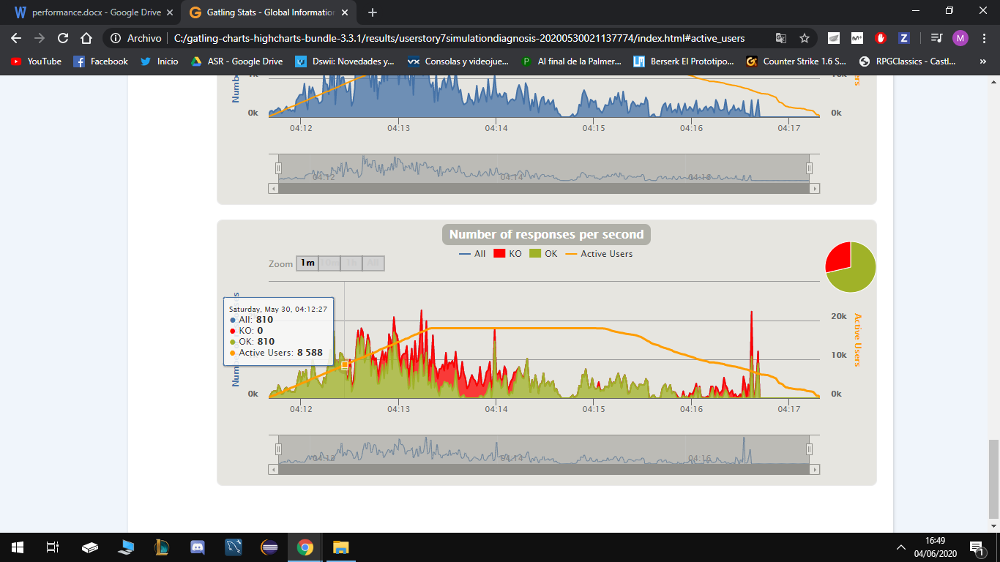 performance.docx - Google Drive
Gatling Stats - Global Information
Archivo
C:/gatling-charts-highcharts-bundle-3.3.1/results/userstory7simulationdiagnosis-20200530021137774/index.html#active_users
M
YouTube
Facebook
Inicio
ASR - Google Drive
Dswii: Novedades y...
Consolas y videojue...
Al final de la Palmer...
Berserk El Prototipo...
Counter Strike 1.6 S...
RPGClassics - Castl...
»
0k
0k
04:12
04:13
04:14
04:15
04:16
04:17
04:12
04:14
04:16
Number of responses per second
All
KO
OK
Active Users
Zoom
1m
10m
1h
All
Saturday, May 30, 04:12:27
All: 810
KO: 0
OK: 810
Active Users: 8 588
20k
10k
0k
0k
Active Users
04:12
04:13
04:14
04:15
04:16
04:17
04:12
04:14
04:16
16:49
04/06/2020
1